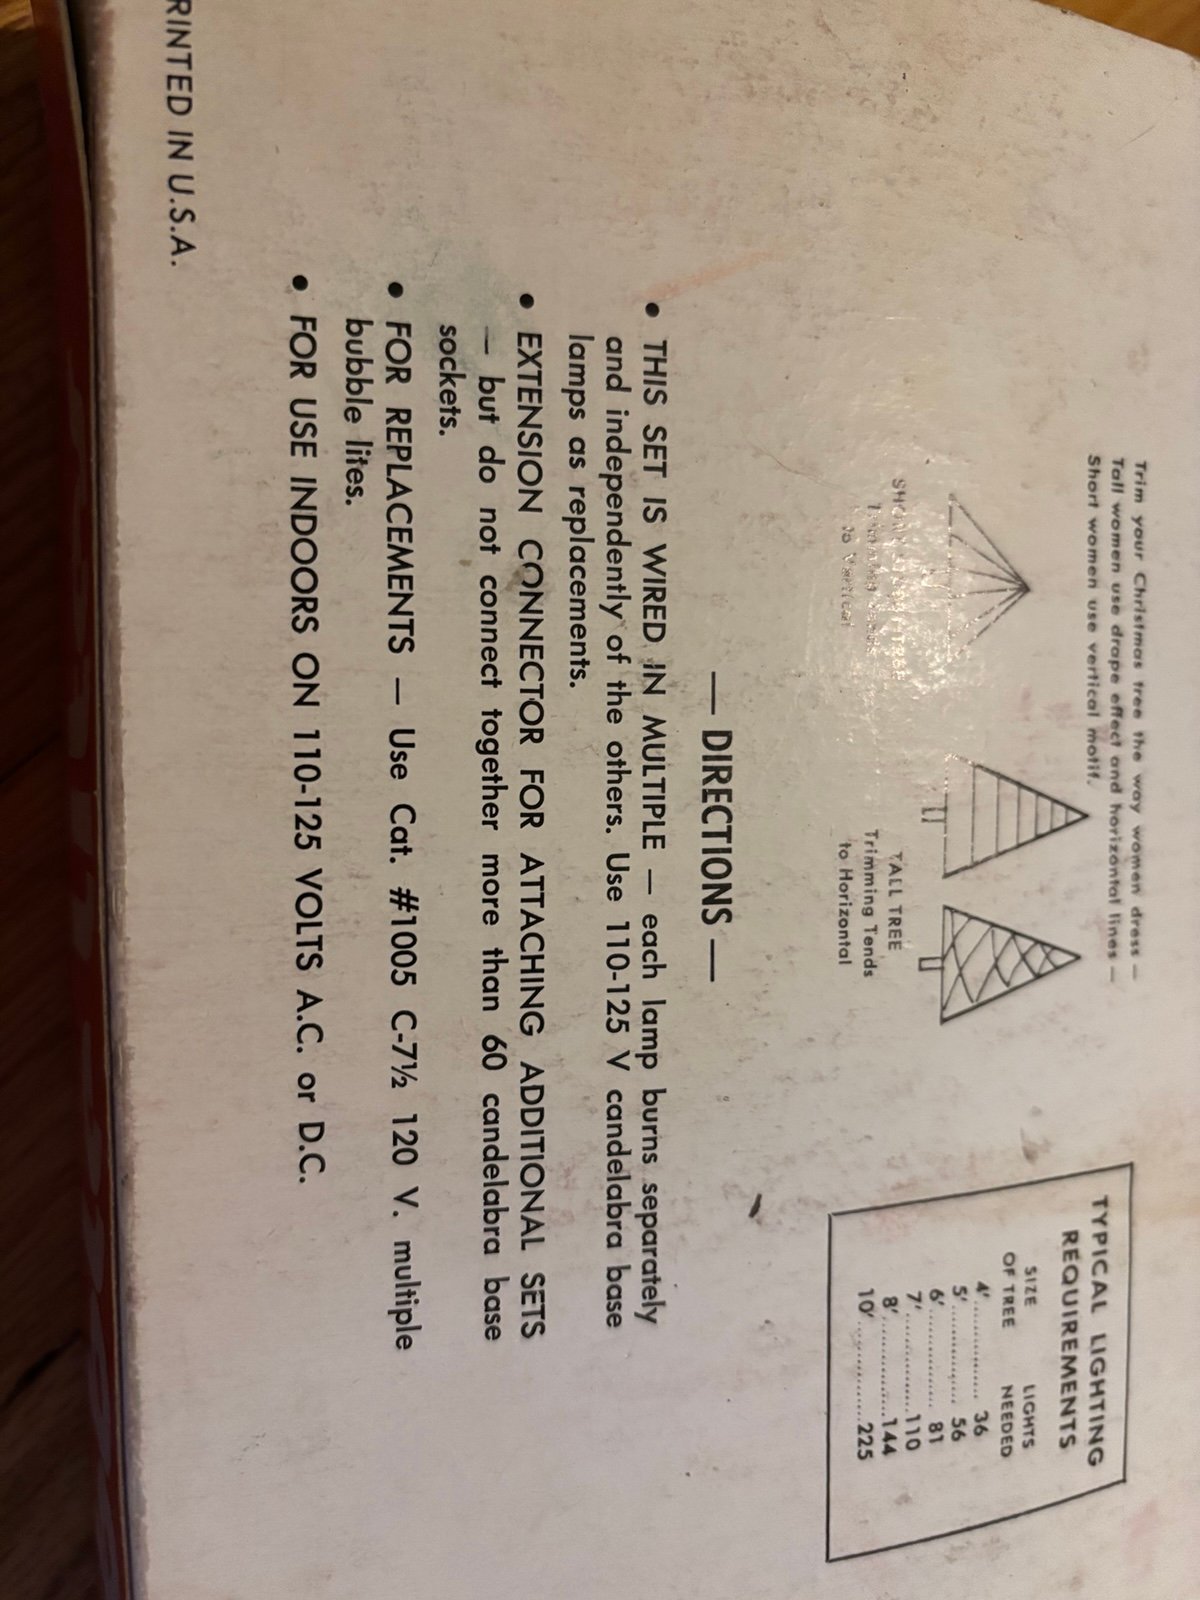 Trim your Christmas tree the way women dress —
Tall women use drape effect and horizontal lines —
Short women use vertical motif.
TREE
to Vertical
TALL TREE
Trimming Tends
to Horizontal
TYPICAL LIGHTING
REQUIREMENTS
SIZE LIGHTS
OF TREE NEEDED
4'..............36
5'..............56
6'..............81
7'..............110
8'..............144
10'..............225
— DIRECTIONS —
• THIS SET IS WIRED IN MULTIPLE — each lamp burns separately
and independently of the others. Use 110-125 V candelabra base
lamps as replacements.
• EXTENSION CONNECTOR FOR ATTACHING ADDITIONAL SETS
— but do not connect together more than 60 candelabra base
sockets.
• FOR REPLACEMENTS — Use Cat. #1005 C-7½ 120 V. multiple
bubble lites.
• FOR USE INDOORS ON 110-125 VOLTS A.C. or D.C.
RINTED IN U.S.A.